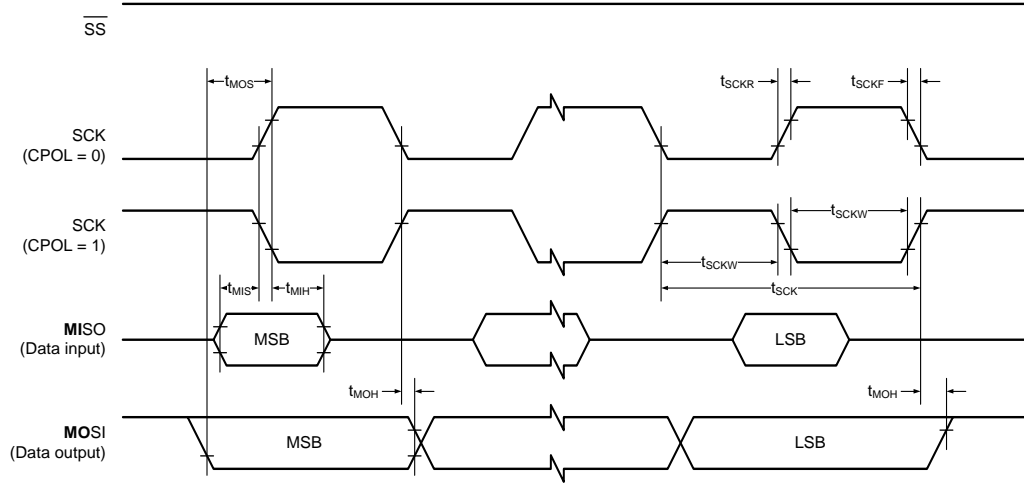 SS
tMOS
tSCKR
tSCKF
SCK
(CPOL = 0)
SCK
(CPOL = 1)
tSCKW
tSCKW
tSCK
tMIS
tMIH
MISO
(Data input)
MSB
LSB
tMOH
tMOH
MOSI
(Data output)
MSB
LSB